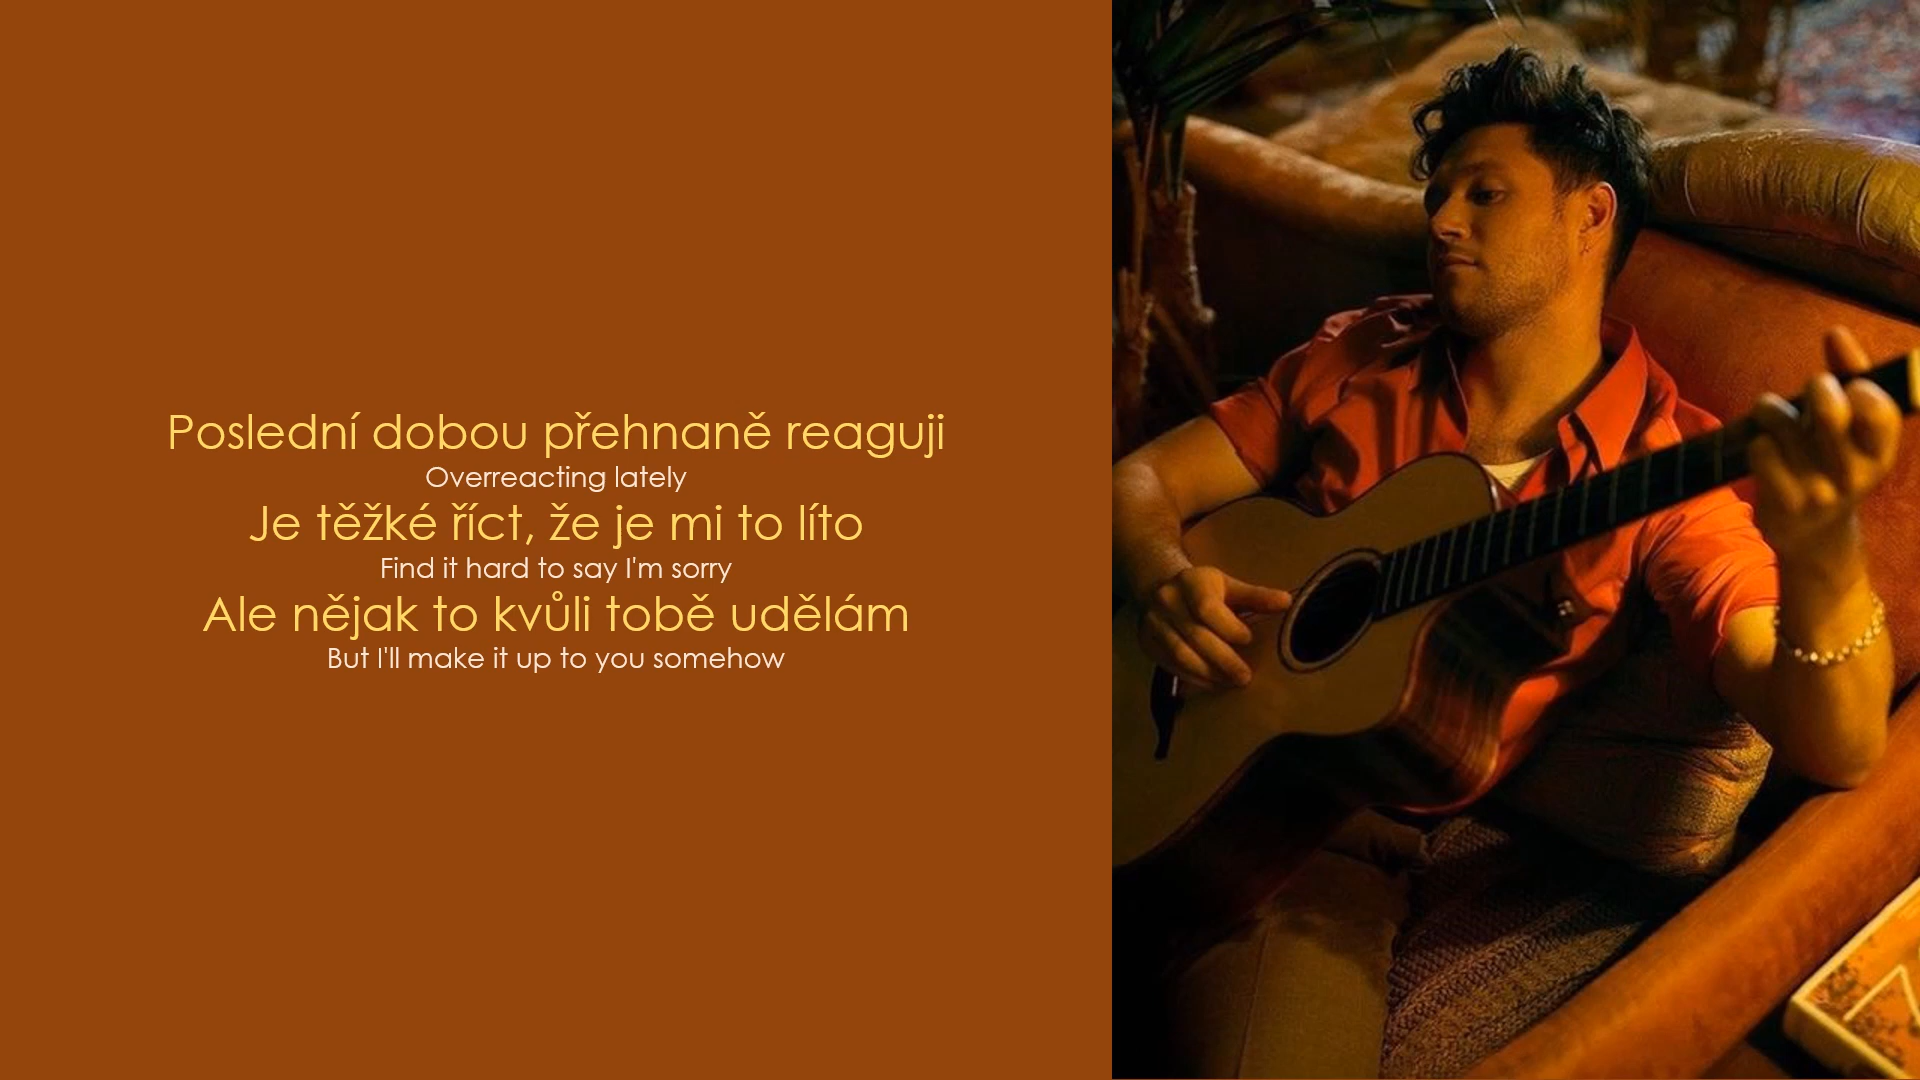 Poslední dobou přehnaně reaguji
Overreacting lately
Je těžké říct, že je mi to líto
Find it hard to say I'm sorry
Ale nějak to kvůli tobě udělám
But I'll make it up to you somehow